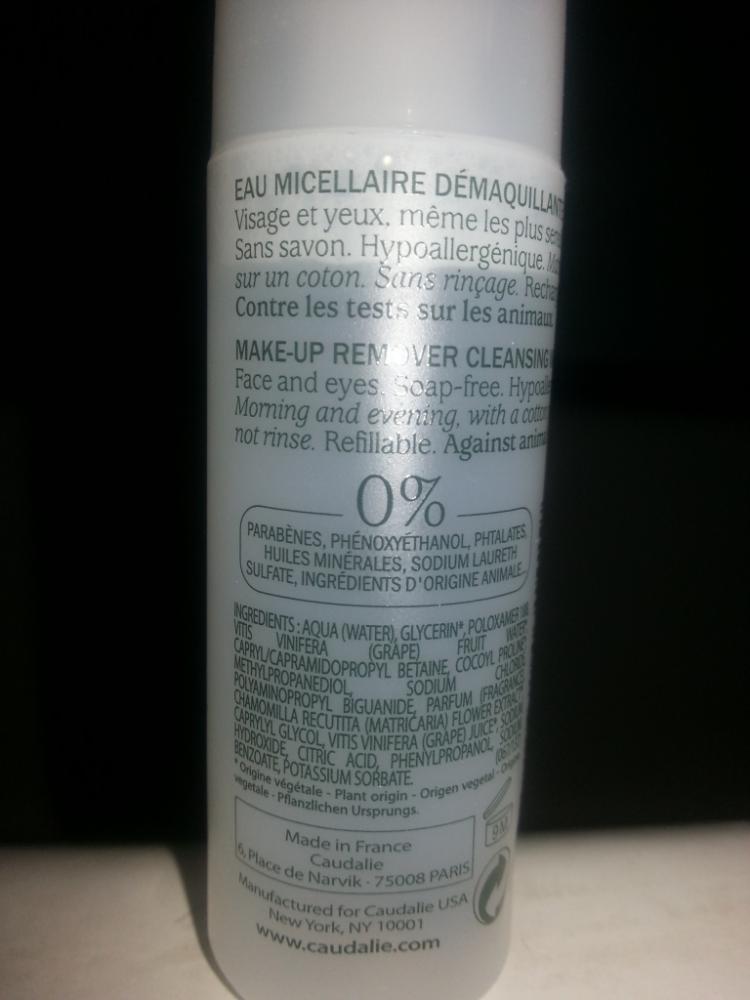 EAU MICELLAIRE DÉMAQUILLANT
Visage et yeux, même les plus
Sans savon. Hypoallergénique.
sur un coton. Sans rinçage.
Contre les tests sur les animaux.
MAKE-UP REMOVER CLEANSING
Face and eyes. Soap-free.
Morning and evening, with a cotton
not rinse. Refillable. Against
0%
PARABÈNES, PHÉNOXYÉTHANOL, PHTALATES,
HUILES MINÉRALES, SODIUM LAURETH
SULFATE, INGRÉDIENTS D'ORIGINE ANIMALE...
INGREDIENTS : AQUA (WATER), GLYCERIN*, POLOXAMER
VITIS VINIFERA (GRAPE) FRUIT WATER*
CAPRYL/CAPRAMIDOPROPYL BETAINE, COCOYL PROLINE*
METHYLPROPANEDIOL, SODIUM CHLORIDE
POLYAMINOPROPYL BIGUANIDE, PARFUM (FRAGRANCE)
CHAMOMILLA RECUTITA (MATRICARIA) FLOWER EXTRACT*
CAPRYLYL GLYCOL, VITIS VINIFERA (GRAPE) JUICE*, SODIUM
HYDROXIDE, CITRIC ACID, PHENYLPROPANOL, SODIUM
BENZOATE, POTASSIUM SORBATE.
* Origine végétale - Plant origin - Origen vegetal -
vegetale - Pflanzlichen Ursprungs.
9M
Made in France
Caudalie
6, Place de Narvik - 75008 PARIS
Manufactured for Caudalie USA
New York, NY 10001
www.caudalie.com